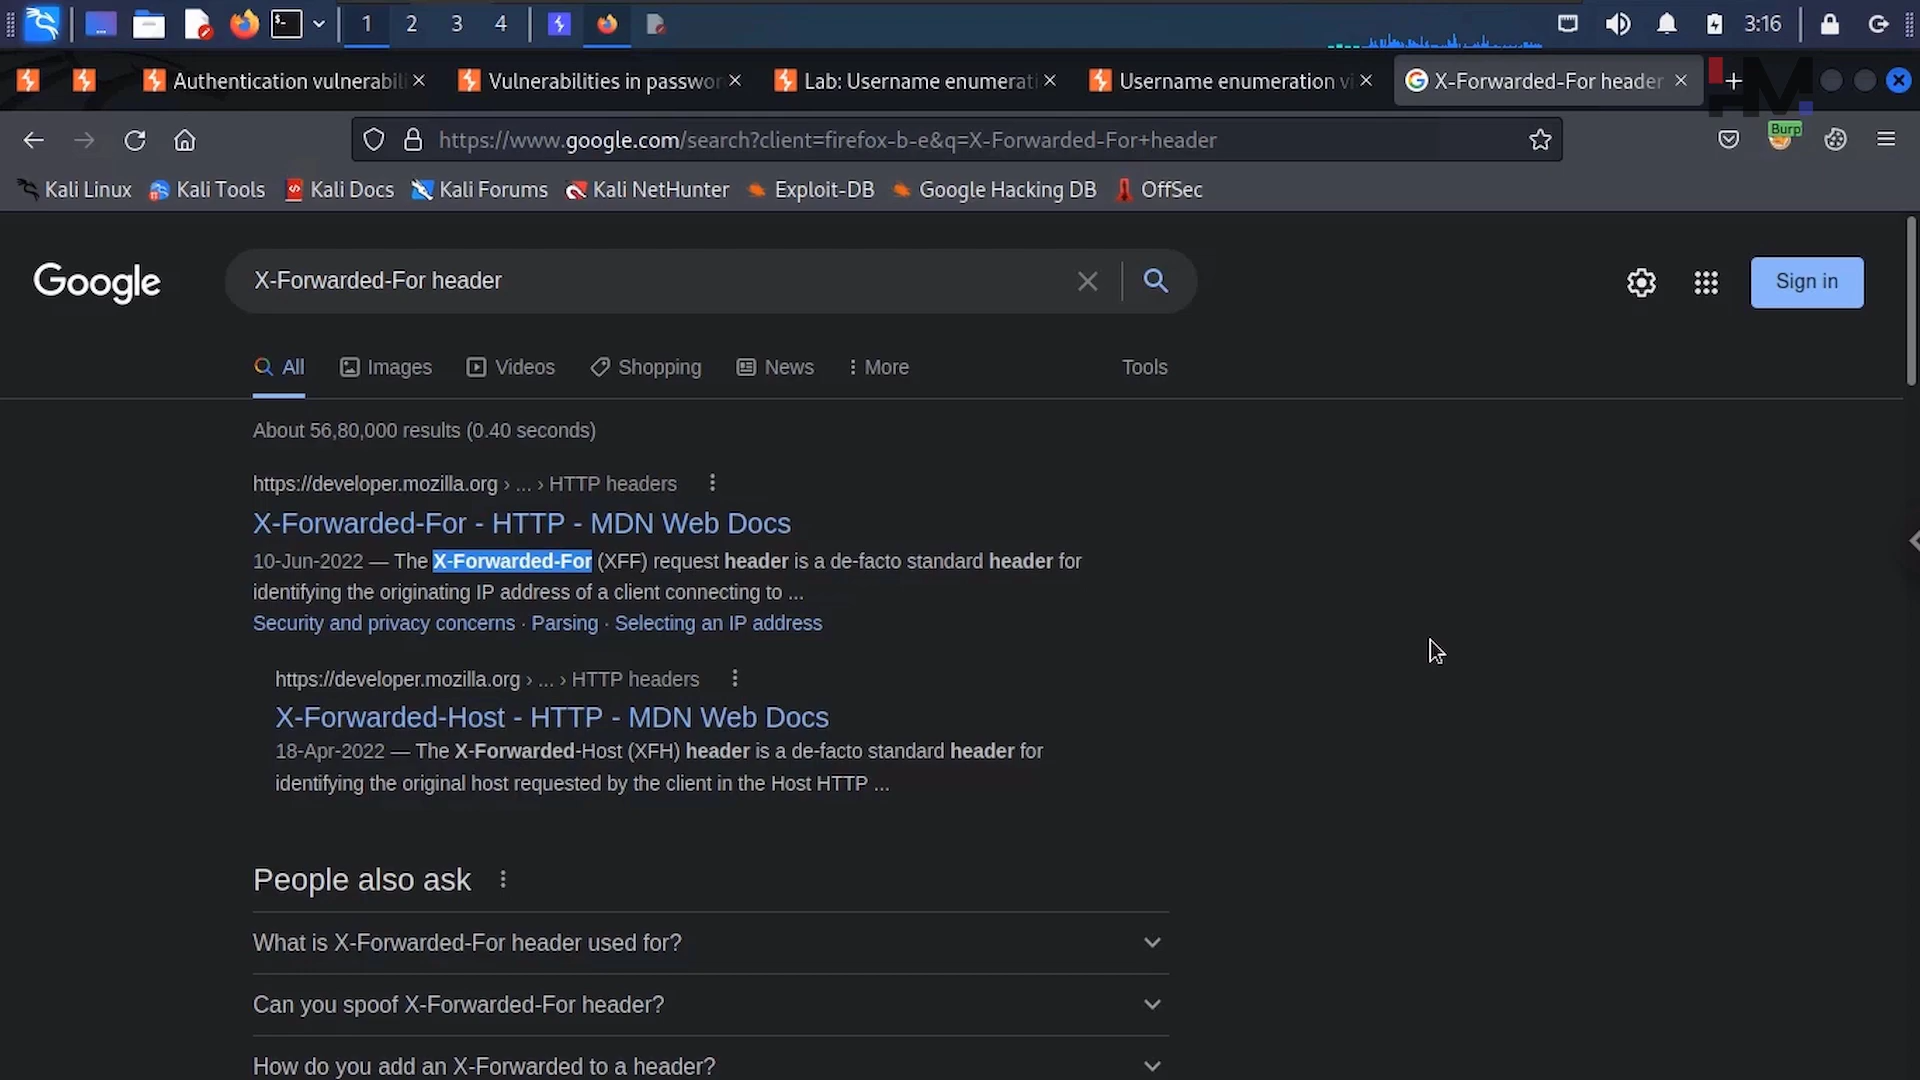 1 2 3 4 3:16
Authentication vulnerabili
Vulnerabilities in passwor
Lab: Username enumerati
Username enumeration vi
X-Forwarded-For header
HM
https://www.google.com/search?client=firefox-b-e&q=X-Forwarded-For+header
Burp
Kali Linux Kali Tools Kali Docs Kali Forums Kali NetHunter Exploit-DB Google Hacking DB OffSec
Google
X-Forwarded-For header
Sign in
All Images Videos Shopping News More Tools
About 56,80,000 results (0.40 seconds)
https://developer.mozilla.org › ... › HTTP headers
X-Forwarded-For - HTTP - MDN Web Docs
10-Jun-2022 — The X-Forwarded-For (XFF) request header is a de-facto standard header for
identifying the originating IP address of a client connecting to ...
Security and privacy concerns · Parsing · Selecting an IP address
https://developer.mozilla.org › ... › HTTP headers
X-Forwarded-Host - HTTP - MDN Web Docs
18-Apr-2022 — The X-Forwarded-Host (XFH) header is a de-facto standard header for
identifying the original host requested by the client in the Host HTTP ...
People also ask
What is X-Forwarded-For header used for?
Can you spoof X-Forwarded-For header?
How do you add an X-Forwarded to a header?